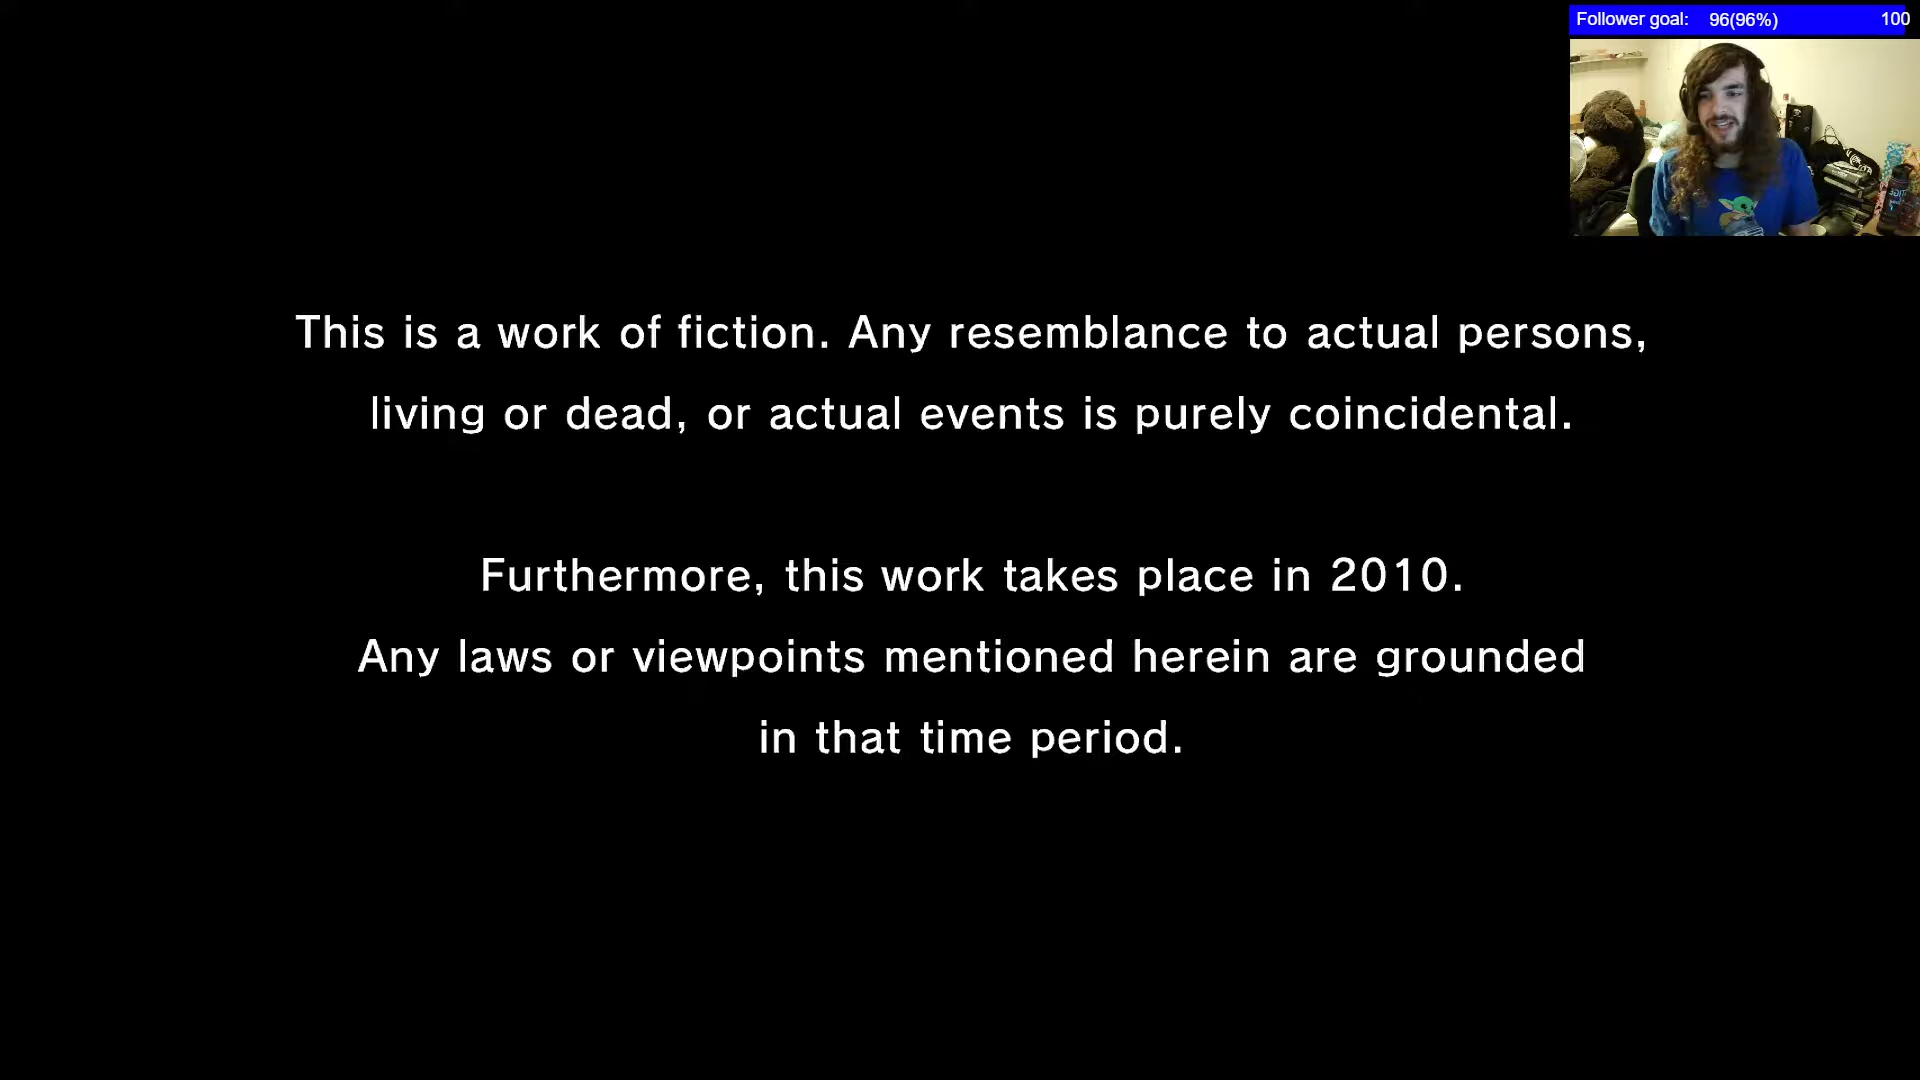 Follower goal: 96(96%) 100
This is a work of fiction. Any resemblance to actual persons,
living or dead, or actual events is purely coincidental.
Furthermore, this work takes place in 2010.
Any laws or viewpoints mentioned herein are grounded
in that time period.